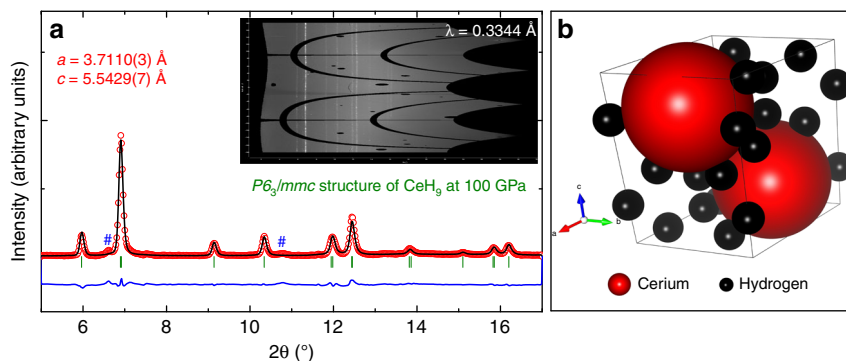 a
a = 3.7110(3) Å
c = 5.5429(7) Å
λ = 0.3344 Å
P6₃/mmc structure of CeH₉ at 100 GPa
Intensity (arbitrary units)
#
#
6 8 10 12 14 16
2θ (°)
b
c
a
b
Cerium
Hydrogen